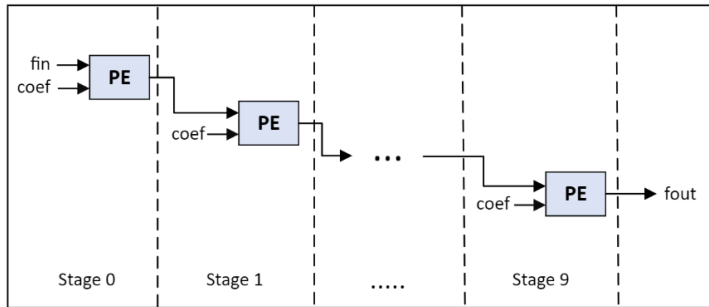 fin
coef
PE
coef
PE
...
coef
PE
fout
Stage 0
Stage 1
.....
Stage 9